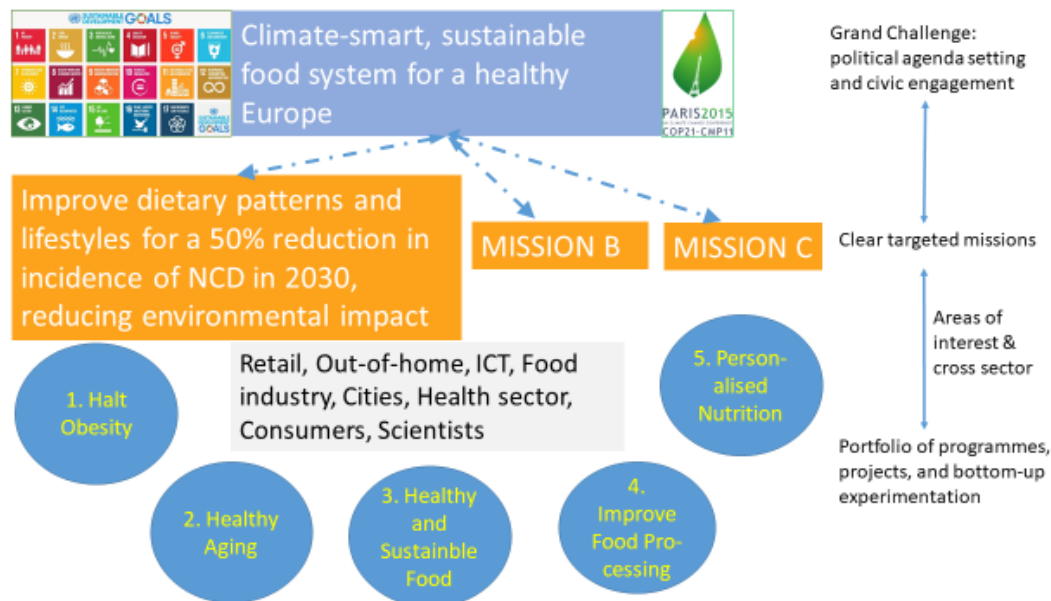 SUSTAINABLE DEVELOPMENT GOALS
Climate-smart, sustainable
food system for a healthy
Europe
PARIS2015
COP21-CMP11
Grand Challenge:
political agenda setting
and civic engagement
Improve dietary patterns and
lifestyles for a 50% reduction in
incidence of NCD in 2030,
reducing environmental impact
MISSION B
MISSION C
Clear targeted missions
Areas of
interest &
cross sector
Retail, Out-of-home, ICT, Food
industry, Cities, Health sector,
Consumers, Scientists
1. Halt
Obesity
5. Person-
alised
Nutrition
Portfolio of programmes,
projects, and bottom-up
experimentation
2. Healthy
Aging
3. Healthy
and
Sustainble
Food
4.
Improve
Food Pro-
cessing